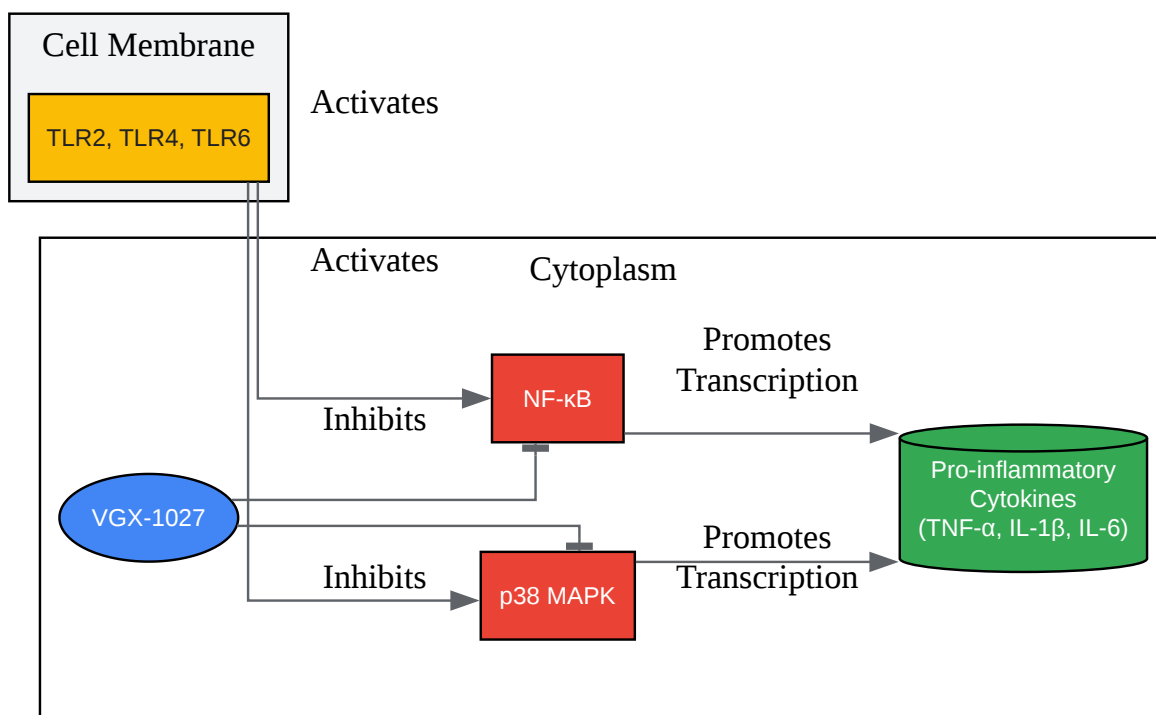 Cell Membrane
TLR2, TLR4, TLR6
Activates
Activates
Cytoplasm
Promotes
Transcription
NF-κB
Inhibits
Pro-inflammatory
Cytokines
(TNF-α, IL-1β, IL-6)
VGX-1027
Promotes
Transcription
Inhibits
p38 MAPK